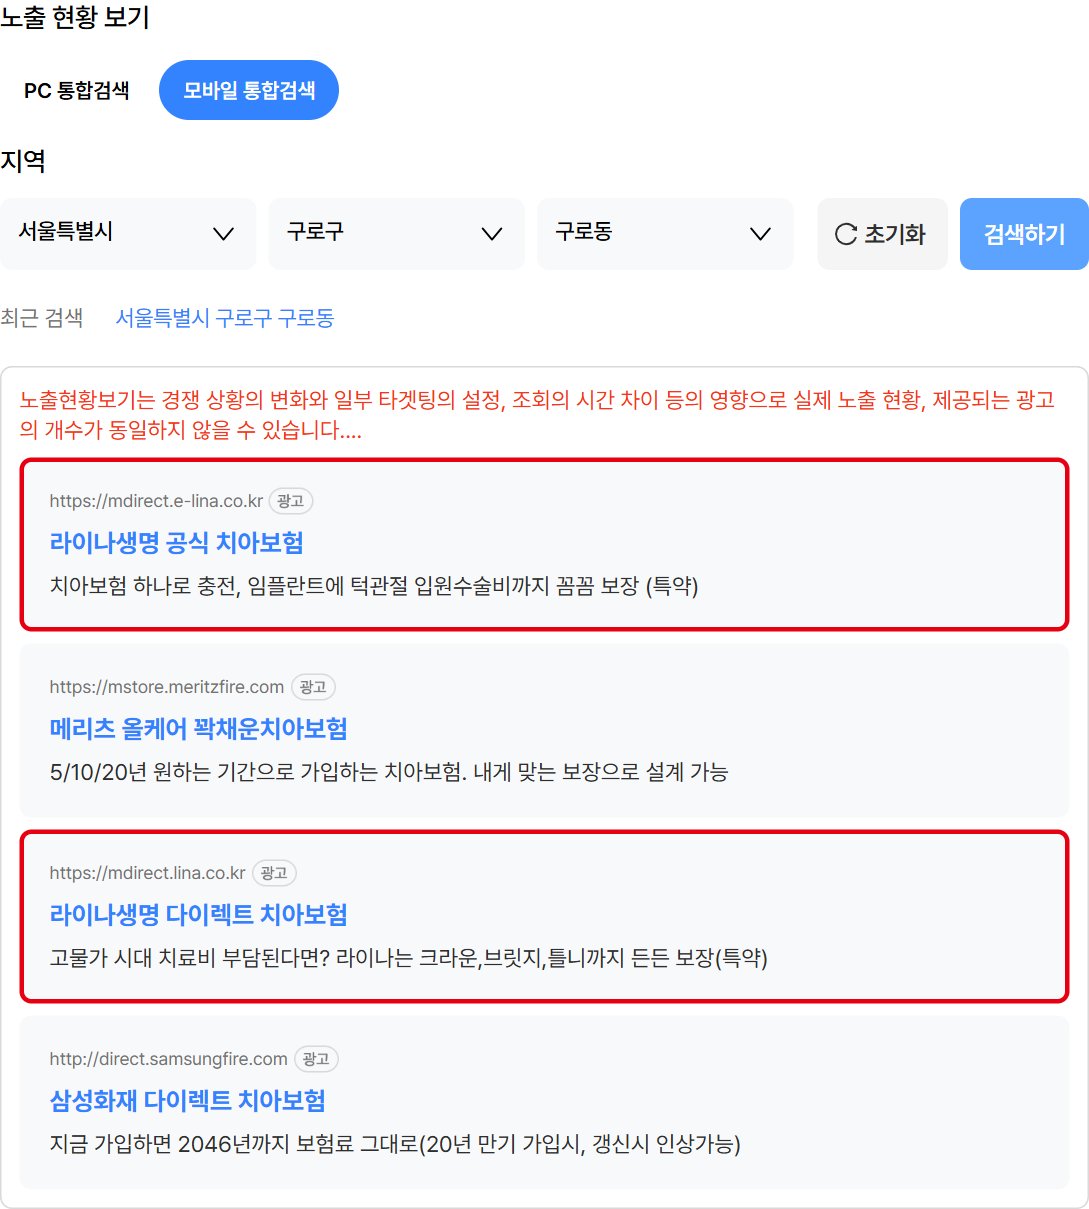 노출 현황 보기
PC 통합검색 모바일 통합검색
지역
서울특별시 구로구 구로동 초기화 검색하기
최근 검색 서울특별시 구로구 구로동
노출현황보기는 경쟁 상황의 변화와 일부 타겟팅의 설정, 조회의 시간 차이 등의 영향으로 실제 노출 현황, 제공되는 광고
의 개수가 동일하지 않을 수 있습니다....
https://mdirect.e-lina.co.kr 광고
라이나생명 공식 치아보험
치아보험 하나로 충전, 임플란트에 턱관절 입원수술비까지 꼼꼼 보장 (특약)
https://mstore.meritzfire.com 광고
메리츠 올케어 꽉채운치아보험
5/10/20년 원하는 기간으로 가입하는 치아보험. 내게 맞는 보장으로 설계 가능
https://mdirect.lina.co.kr 광고
라이나생명 다이렉트 치아보험
고물가 시대 치료비 부담된다면? 라이나는 크라운,브릿지,틀니까지 든든 보장(특약)
http://direct.samsungfire.com 광고
삼성화재 다이렉트 치아보험
지금 가입하면 2046년까지 보험료 그대로(20년 만기 가입시, 갱신시 인상가능)